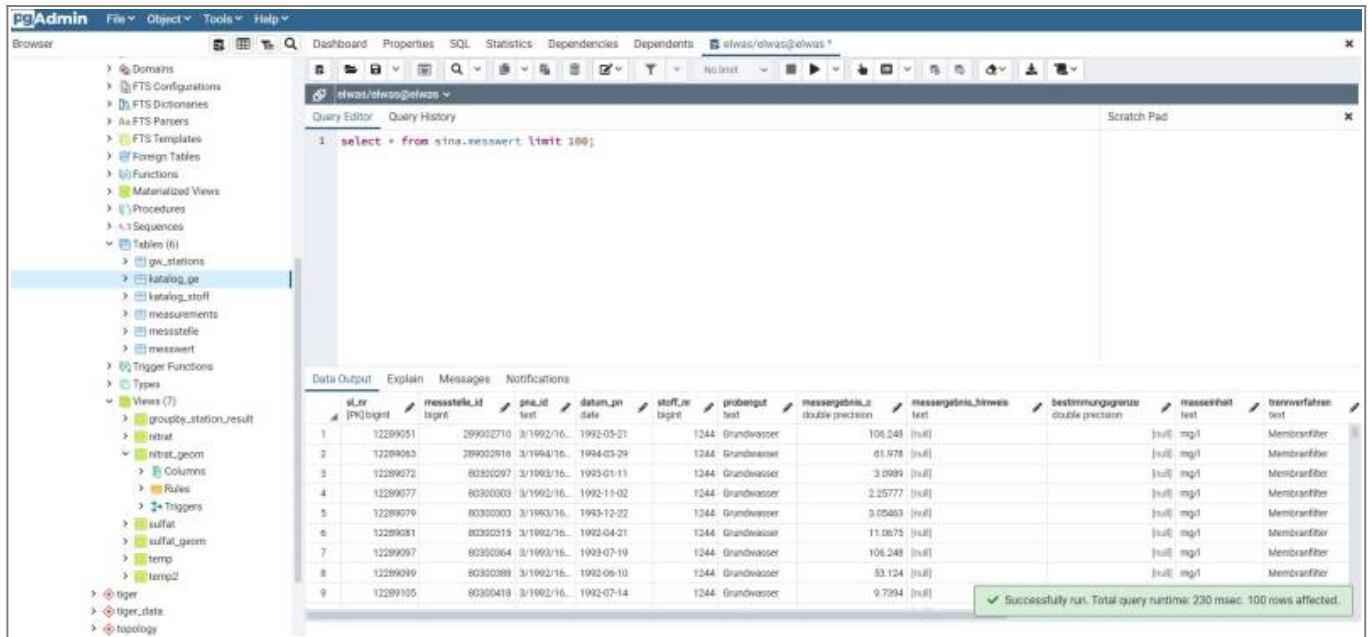 pgAdmin File Object Tools Help
Browser
Dashboard Properties SQL Statistics Dependencies Dependents elwas/elwas@elwas *
Domains
FTS Configurations
FTS Dictionaries
FTS Parsers
FTS Templates
Foreign Tables
Functions
Materialized Views
Procedures
Sequences
Tables (6)
gw_stations
katalog_ge
katalog_stoff
measurements
messstelle
messwert
Trigger Functions
Types
Views (7)
groupby_station_result
nitrat
nitrat_geom
Columns
Rules
Triggers
sulfat
sulfat_geom
temp
temp2
tiger
tiger_data
topology
No limit
elwas/elwas@elwas
Query Editor Query History Scratch Pad
1 select * from sina.messwert limit 100;
Data Output Explain Messages Notifications
sl_nr messstelle_id pna_id datum_pn stoff_nr probengut messergebnis_c messergebnis_hinweis bestimmungsgrenze masseinheit trennverfahren
[PK] bigint bigint text date bigint text double precision text double precision text text
1 12289051 289002710 3/1992/16... 1992-05-21 1244 Grundwasser 106.248 [null] [null] mg/l Membranfilter
2 12289063 289002916 3/1994/16... 1994-03-29 1244 Grundwasser 61.978 [null] [null] mg/l Membranfilter
3 12289072 80300297 3/1993/16... 1993-01-11 1244 Grundwasser 3.0989 [null] [null] mg/l Membranfilter
4 12289077 80300303 3/1992/16... 1992-11-02 1244 Grundwasser 2.25777 [null] [null] mg/l Membranfilter
5 12289079 80300303 3/1993/16... 1993-12-22 1244 Grundwasser 3.05463 [null] [null] mg/l Membranfilter
6 12289081 80300315 3/1992/16... 1992-04-21 1244 Grundwasser 11.0675 [null] [null] mg/l Membranfilter
7 12289097 80300364 3/1993/16... 1993-07-19 1244 Grundwasser 106.248 [null] [null] mg/l Membranfilter
8 12289099 80300388 3/1992/16... 1992-06-10 1244 Grundwasser 53.124 [null] [null] mg/l Membranfilter
9 12289105 80300418 3/1992/16... 1992-07-14 1244 Grundwasser 9.7394 [null]
Successfully run. Total query runtime: 230 msec. 100 rows affected.